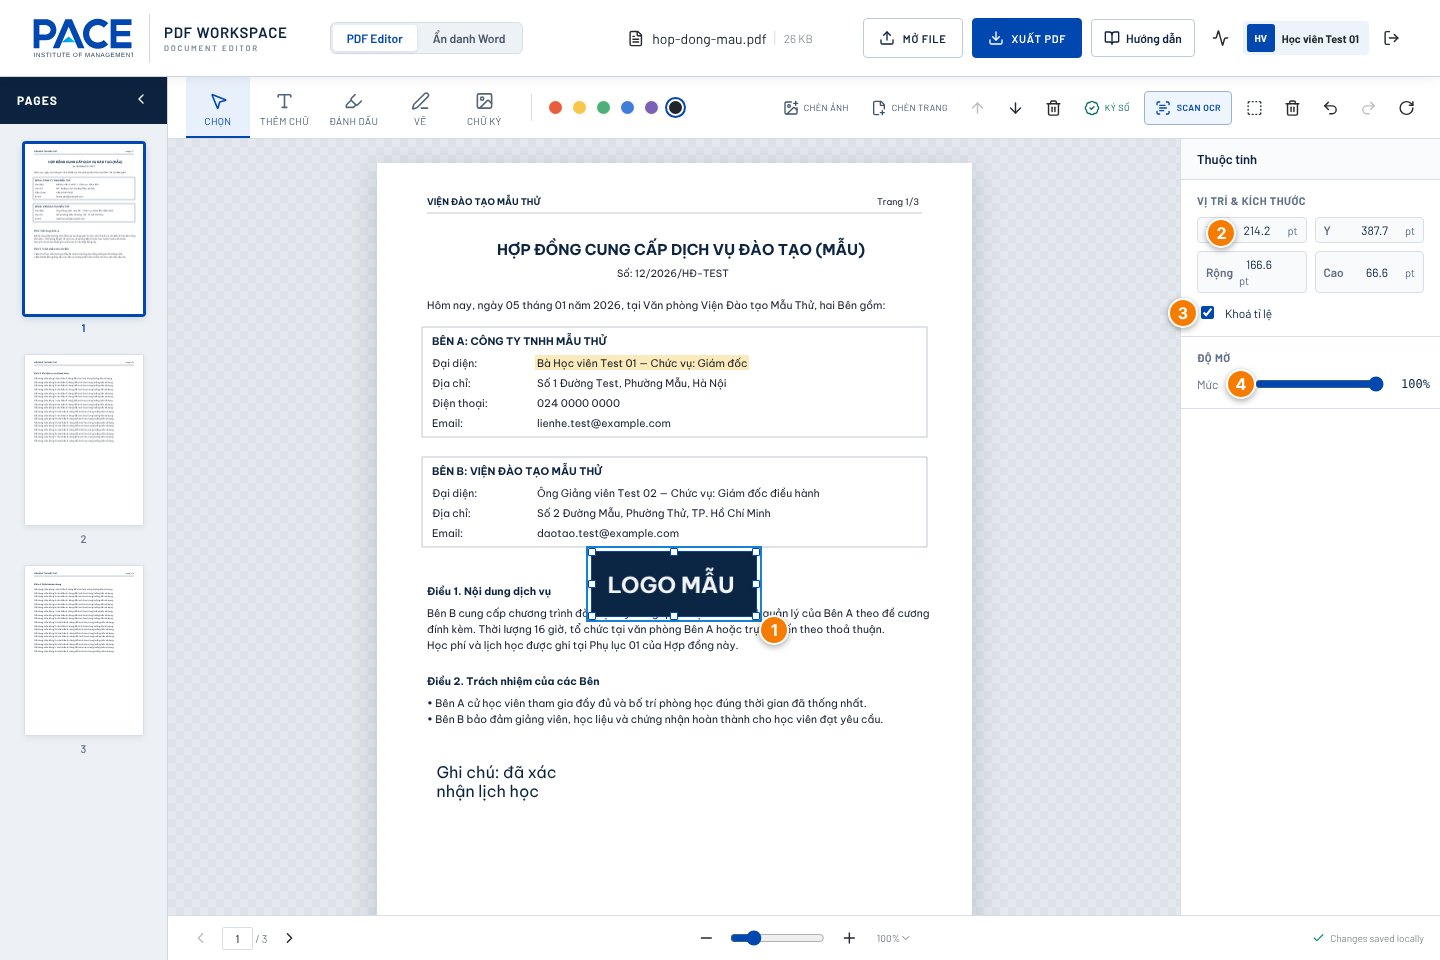 PACE
INSTITUTE OF MANAGEMENT
PDF WORKSPACE
DOCUMENT EDITOR
PDF Editor
Ẩn danh Word
hop-dong-mau.pdf
26 KB
MỞ FILE
XUẤT PDF
Hướng dẫn
HV
Học viên Test 01
PAGES
CHỌN
THÊM CHỮ
ĐÁNH DẤU
VẼ
CHỮ KÝ
CHÈN ẢNH
CHÈN TRANG
KÝ SỐ
SCAN OCR
1
2
3
VIỆN ĐÀO TẠO MẪU THỬ
Trang 1/3
HỢP ĐỒNG CUNG CẤP DỊCH VỤ ĐÀO TẠO (MẪU)
Số: 12/2026/HĐ-TEST
Hôm nay, ngày 05 tháng 01 năm 2026, tại Văn phòng Viện Đào tạo Mẫu Thử, hai Bên gồm:
BÊN A: CÔNG TY TNHH MẪU THỬ
Đại diện: Bà Học viên Test 01 — Chức vụ: Giám đốc
Địa chỉ: Số 1 Đường Test, Phường Mẫu, Hà Nội
Điện thoại: 024 0000 0000
Email: lienhe.test@example.com
BÊN B: VIỆN ĐÀO TẠO MẪU THỬ
Đại diện: Ông Giảng viên Test 02 — Chức vụ: Giám đốc điều hành
Địa chỉ: Số 2 Đường Mẫu, Phường Thử, TP. Hồ Chí Minh
Email: daotao.test@example.com
LOGO MẪU
1
Điều 1. Nội dung dịch vụ
Bên B cung cấp chương trình quản lý của Bên A theo đề cương
đính kèm. Thời lượng 16 giờ, tổ chức tại văn phòng Bên A hoặc theo thoả thuận.
Học phí và lịch học được ghi tại Phụ lục 01 của Hợp đồng này.
Điều 2. Trách nhiệm của các Bên
• Bên A cử học viên tham gia đầy đủ và bố trí phòng học đúng thời gian đã thống nhất.
• Bên B bảo đảm giảng viên, học liệu và chứng nhận hoàn thành cho học viên đạt yêu cầu.
Ghi chú: đã xác
nhận lịch học
Thuộc tính
VỊ TRÍ & KÍCH THƯỚC
2 214.2 pt
Y 387.7 pt
Rộng 166.6 pt
Cao 66.6 pt
3 Khoá tỉ lệ
ĐỘ MỜ
Mức 4 100%
1 / 3
100%
Changes saved locally